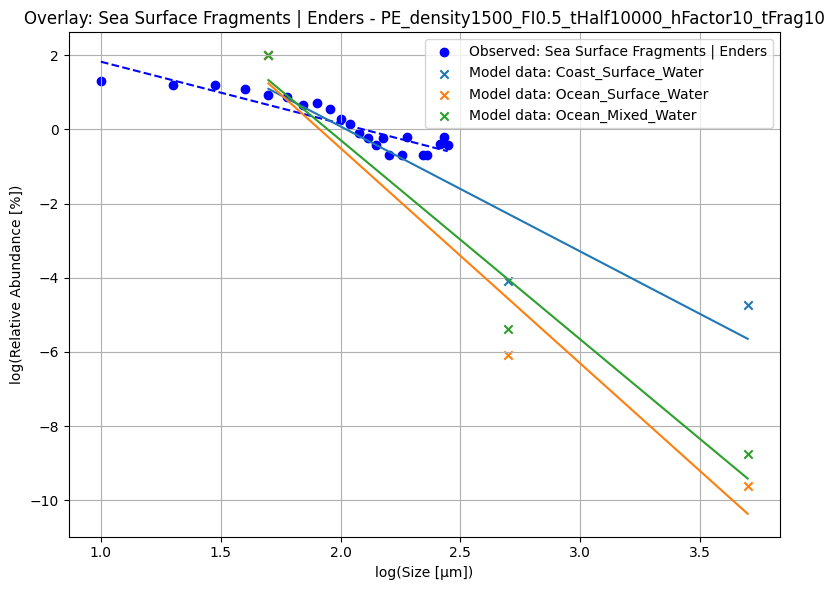 Overlay: Sea Surface Fragments | Enders - PE_density1500_FI0.5_tHalf10000_hFactor10_tFrag10
Observed: Sea Surface Fragments | Enders
Model data: Coast_Surface_Water
Model data: Ocean_Surface_Water
Model data: Ocean_Mixed_Water
log(Relative Abundance [%])
2
0
−2
−4
−6
−8
−10
1.0 1.5 2.0 2.5 3.0 3.5
log(Size [μm])